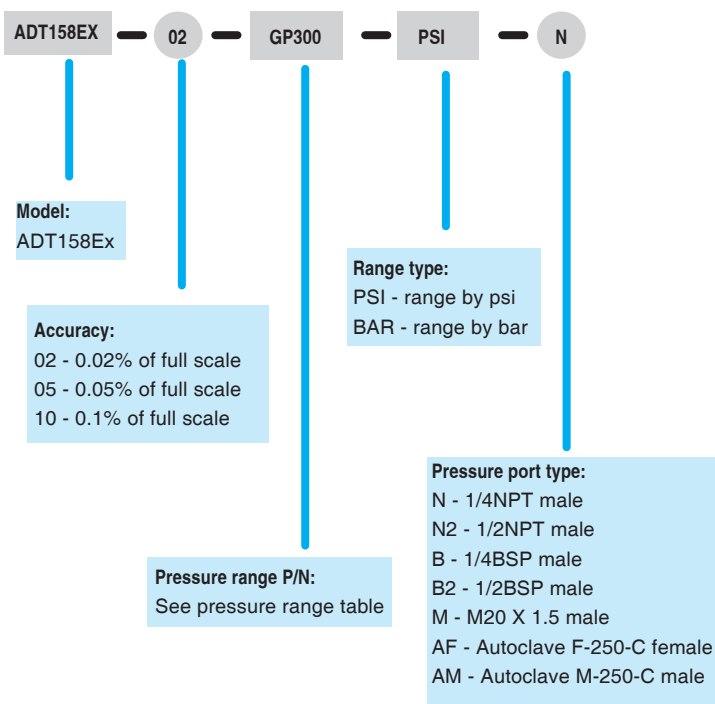 ADT158EX 02 GP300 PSI N
Model:
ADT158Ex
Range type:
PSI - range by psi
BAR - range by bar
Accuracy:
02 - 0.02% of full scale
05 - 0.05% of full scale
10 - 0.1% of full scale
Pressure port type:
N - 1/4NPT male
N2 - 1/2NPT male
B - 1/4BSP male
B2 - 1/2BSP male
M - M20 X 1.5 male
AF - Autoclave F-250-C female
AM - Autoclave M-250-C male
Pressure range P/N:
See pressure range table